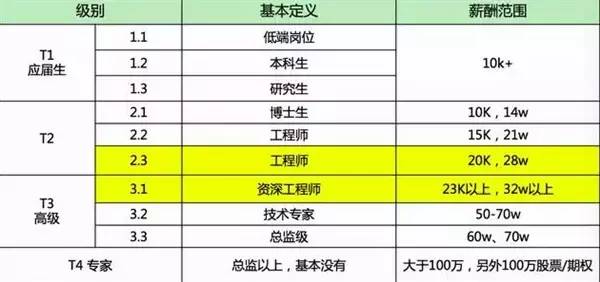 级别 基本定义 薪酬范围
T1
应届生
1.1 低端岗位
1.2 本科生 10k+
1.3 研究生
T2
2.1 博士生 10K，14w
2.2 工程师 15K，21w
2.3 工程师 20K，28w
T3
高级
3.1 资深工程师 23K以上，32w以上
3.2 技术专家 50-70w
3.3 总监级 60w、70w
T4 专家 总监以上，基本没有 大于100万，另外100万股票/期权